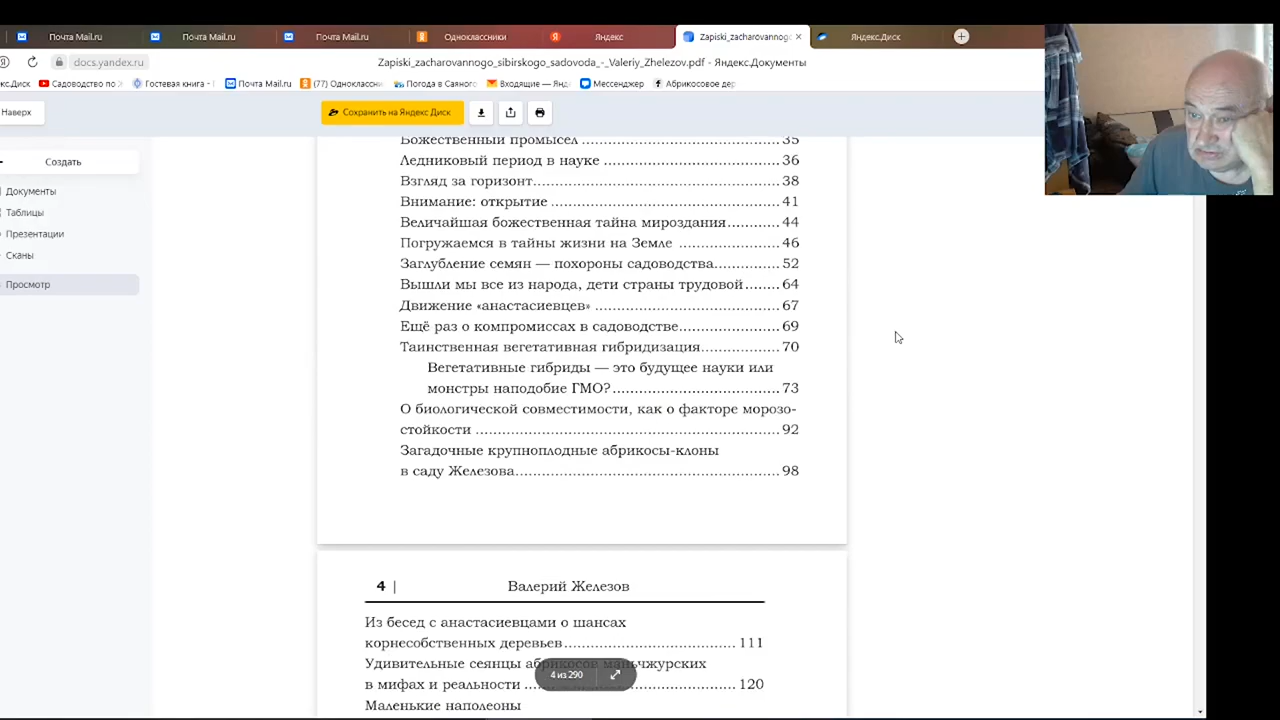 Почта Mail.ru
Почта Mail.ru
Почта Mail.ru
Одноклассники
Яндекс
Zapiski_zacharovannogo
Яндекс.Диск
docs.yandex.ru
Zapiski_zacharovannogo_sibirskogo_sadovoda_-_Valeriy_Zhelezov.pdf - Яндекс.Документы
кс.Диск
Садоводство по
Гостевая книга -
Почта Mail.ru
(77) Одноклассни
Погода в Саяного
Входящие — Янд
Мессенджер
Абрикосовое дер
Наверх
Сохранить на Яндекс Диск
Создать
Документы
Таблицы
Презентации
Сканы
Просмотр
Божественный промысел ........ 35
Ледниковый период в науке ........ 36
Взгляд за горизонт........ 38
Внимание: открытие ........ 41
Величайшая божественная тайна мироздания........ 44
Погружаемся в тайны жизни на Земле ........ 46
Заглубление семян — похороны садоводства........ 52
Вышли мы все из народа, дети страны трудовой........ 64
Движение «анастасиевцев» ........ 67
Ещё раз о компромиссах в садоводстве........ 69
Таинственная вегетативная гибридизация........ 70
Вегетативные гибриды — это будущее науки или
монстры наподобие ГМО?........ 73
О биологической совместимости, как о факторе морозо-
стойкости ........ 92
Загадочные крупноплодные абрикосы-клоны
в саду Железова........ 98
4 | Валерий Железов
Из бесед с анастасиевцами о шансах
корнесобственных деревьев........ 111
Удивительные сеянцы абрикосов маньчжурских
в мифах и реальности ........ 120
Маленькие наполеоны
4 из 290